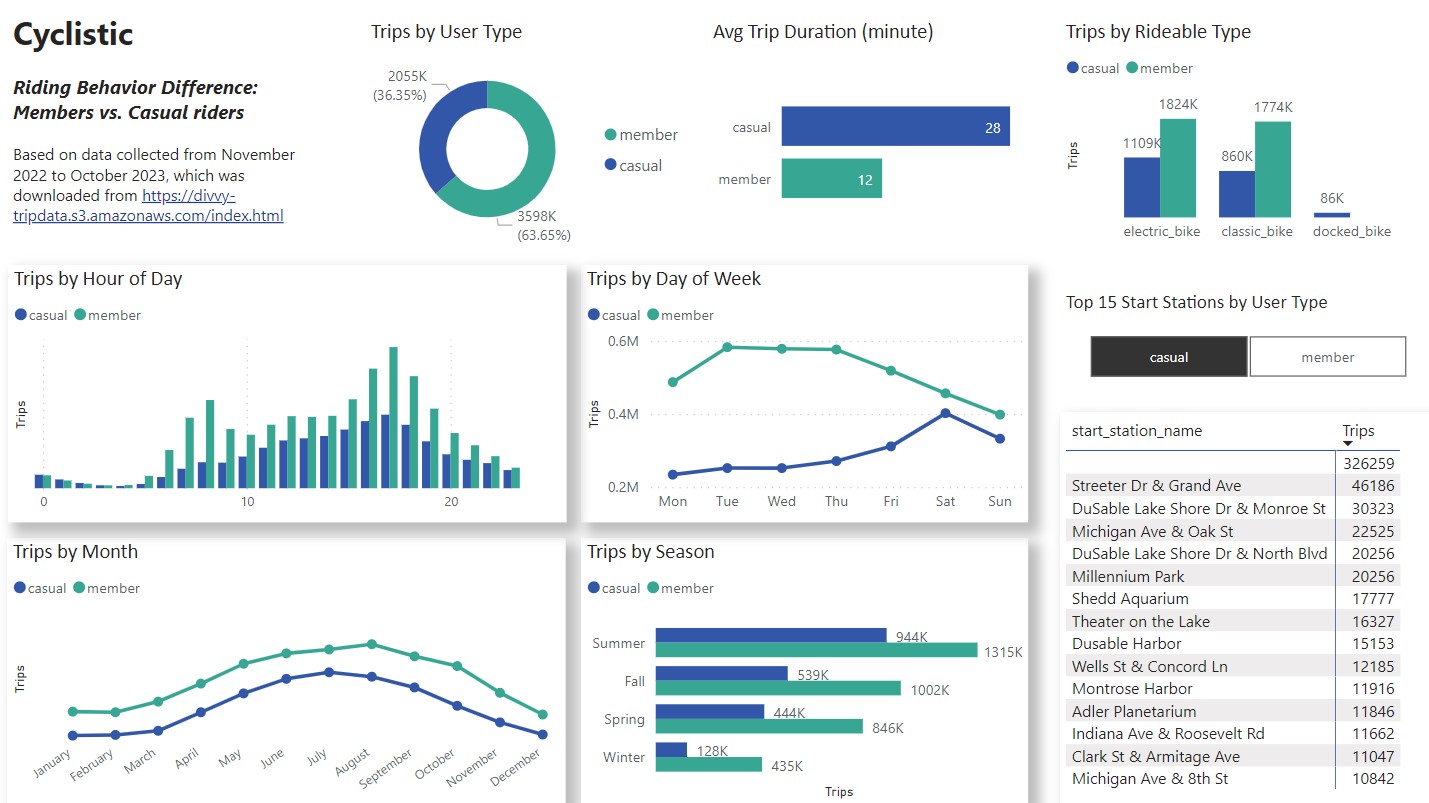 Cyclistic
Riding Behavior Difference:
Members vs. Casual riders
Based on data collected from November
2022 to October 2023, which was
downloaded from https://divvy-
tripdata.s3.amazonaws.com/index.html
Trips by User Type
2055K
(36.35%)
3598K
(63.65%)
member
casual
Avg Trip Duration (minute)
casual
28
member
12
Trips by Rideable Type
casual member
Trips
1109K
1824K
860K
1774K
86K
electric_bike classic_bike docked_bike
Trips by Hour of Day
casual member
Trips
0 10 20
Trips by Day of Week
casual member
0.6M
0.4M
0.2M
Trips
Mon Tue Wed Thu Fri Sat Sun
Top 15 Start Stations by User Type
casual member
start_station_name Trips
326259
Streeter Dr & Grand Ave 46186
DuSable Lake Shore Dr & Monroe St 30323
Michigan Ave & Oak St 22525
DuSable Lake Shore Dr & North Blvd 20256
Millennium Park 20256
Shedd Aquarium 17777
Theater on the Lake 16327
Dusable Harbor 15153
Wells St & Concord Ln 12185
Montrose Harbor 11916
Adler Planetarium 11846
Indiana Ave & Roosevelt Rd 11662
Clark St & Armitage Ave 11047
Michigan Ave & 8th St 10842
Trips by Month
casual member
Trips
January February March April May June July August September October November December
Trips by Season
casual member
Summer 944K
1315K
Fall 539K
1002K
Spring 444K
846K
Winter 128K
435K
Trips